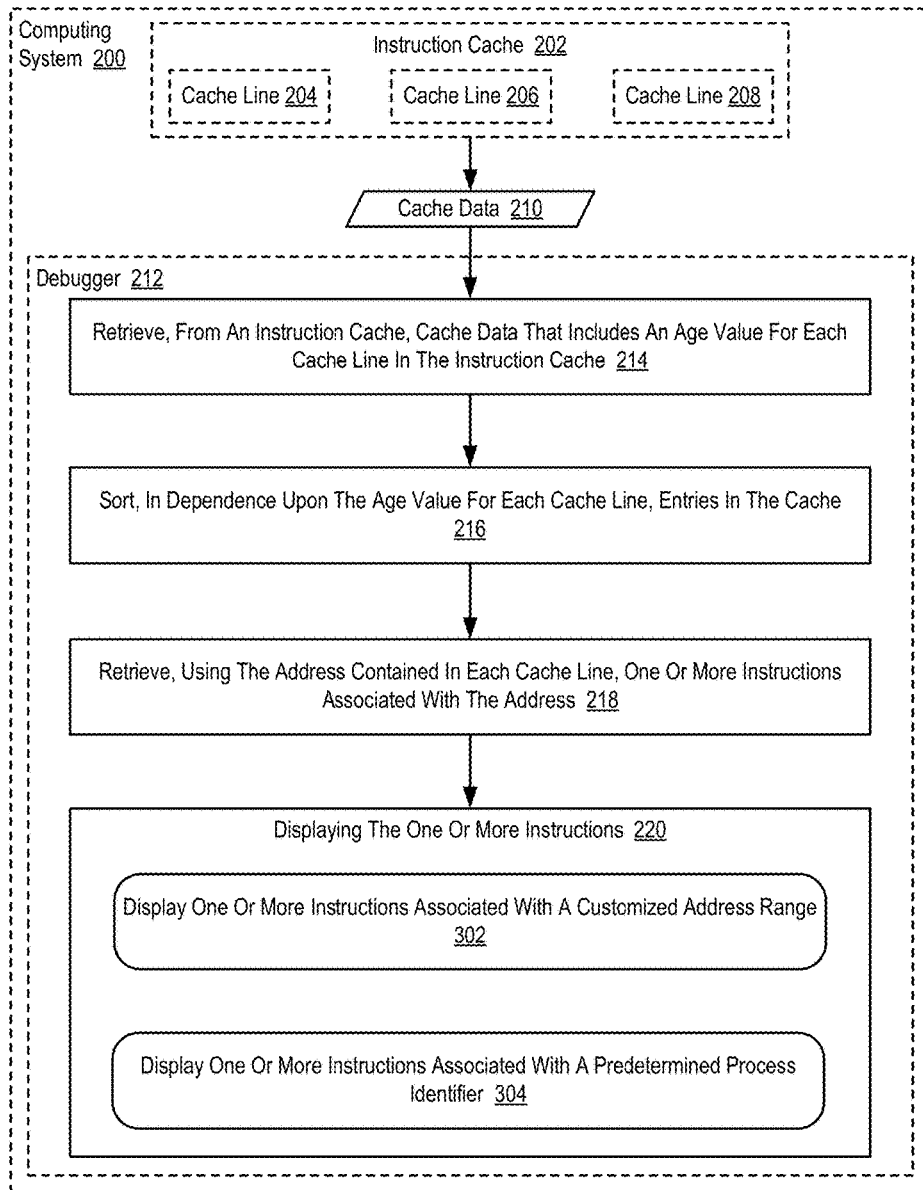 Computing
System 200
Instruction Cache 202
Cache Line 204
Cache Line 206
Cache Line 208
Cache Data 210
Debugger 212
Retrieve, From An Instruction Cache, Cache Data That Includes An Age Value For Each
Cache Line In The Instruction Cache 214
Sort, In Dependence Upon The Age Value For Each Cache Line, Entries In The Cache
216
Retrieve, Using The Address Contained In Each Cache Line, One Or More Instructions
Associated With The Address 218
Displaying The One Or More Instructions 220
Display One Or More Instructions Associated With A Customized Address Range
302
Display One Or More Instructions Associated With A Predetermined Process
Identifier 304